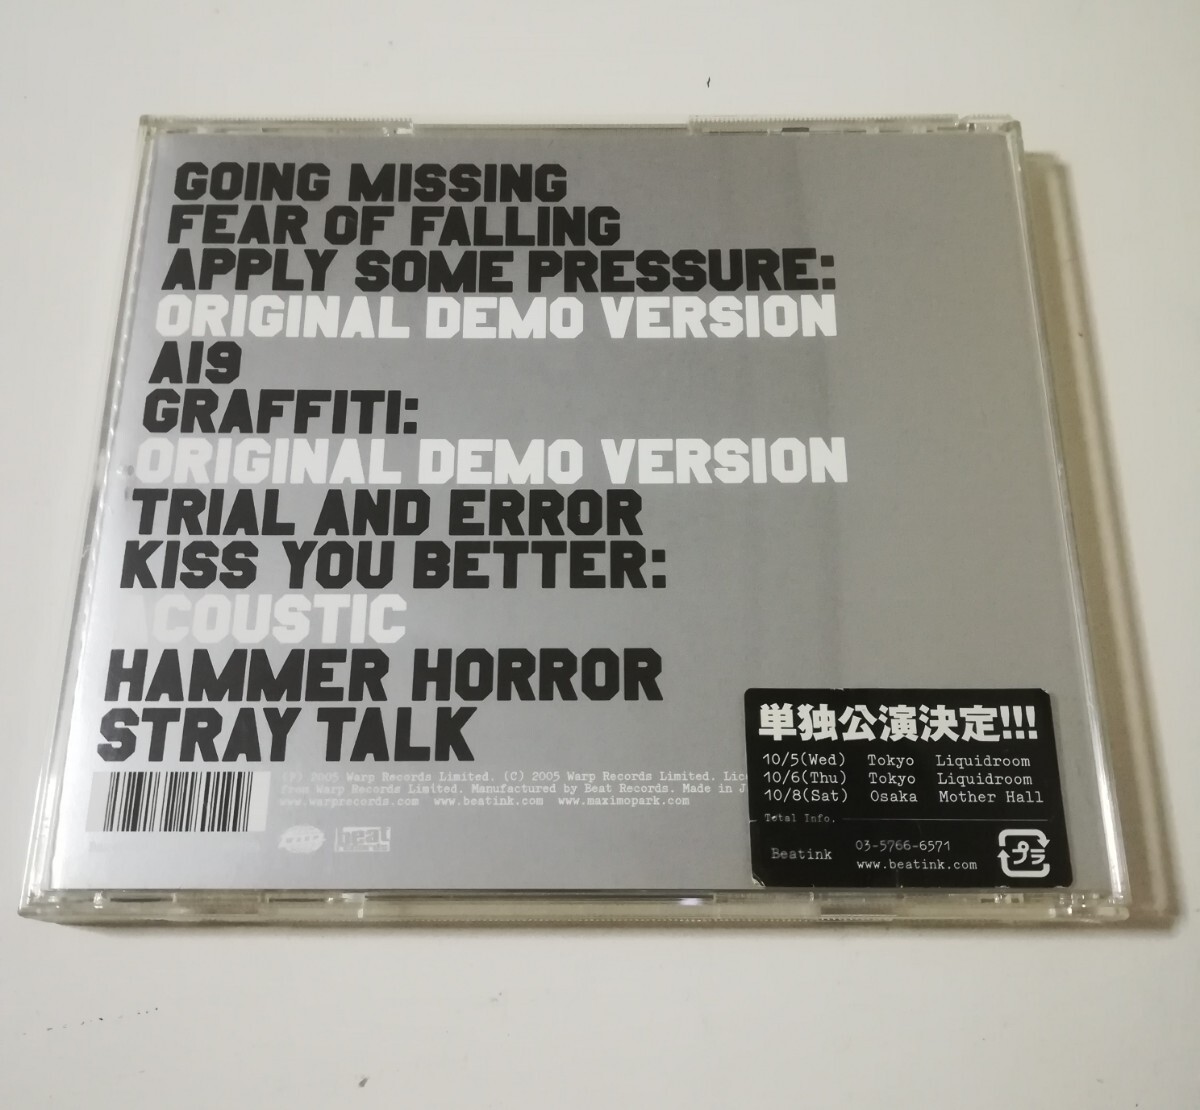 GOING MISSING
FEAR OF FALLING
APPLY SOME PRESSURE:
ORIGINAL DEMO VERSION
A19
GRAFFITI:
ORIGINAL DEMO VERSION
TRIAL AND ERROR
KISS YOU BETTER:
ACOUSTIC
HAMMER HORROR
STRAY TALK
(P) 2005 Warp Records Limited. (C) 2005 Warp Records Limited.
from Warp Records Limited. Manufactured by Beat Records. Made in
www.warprecords.com www.beatink.com www.maximopark.com
beat
records
単独公演決定!!!
10/5(Wed) Tokyo Liquidroom
10/6(Thu) Tokyo Liquidroom
10/8(Sat) Osaka Mother Hall
Total Info.
Beatink 03-5766-6571
www.beatink.com
プラ